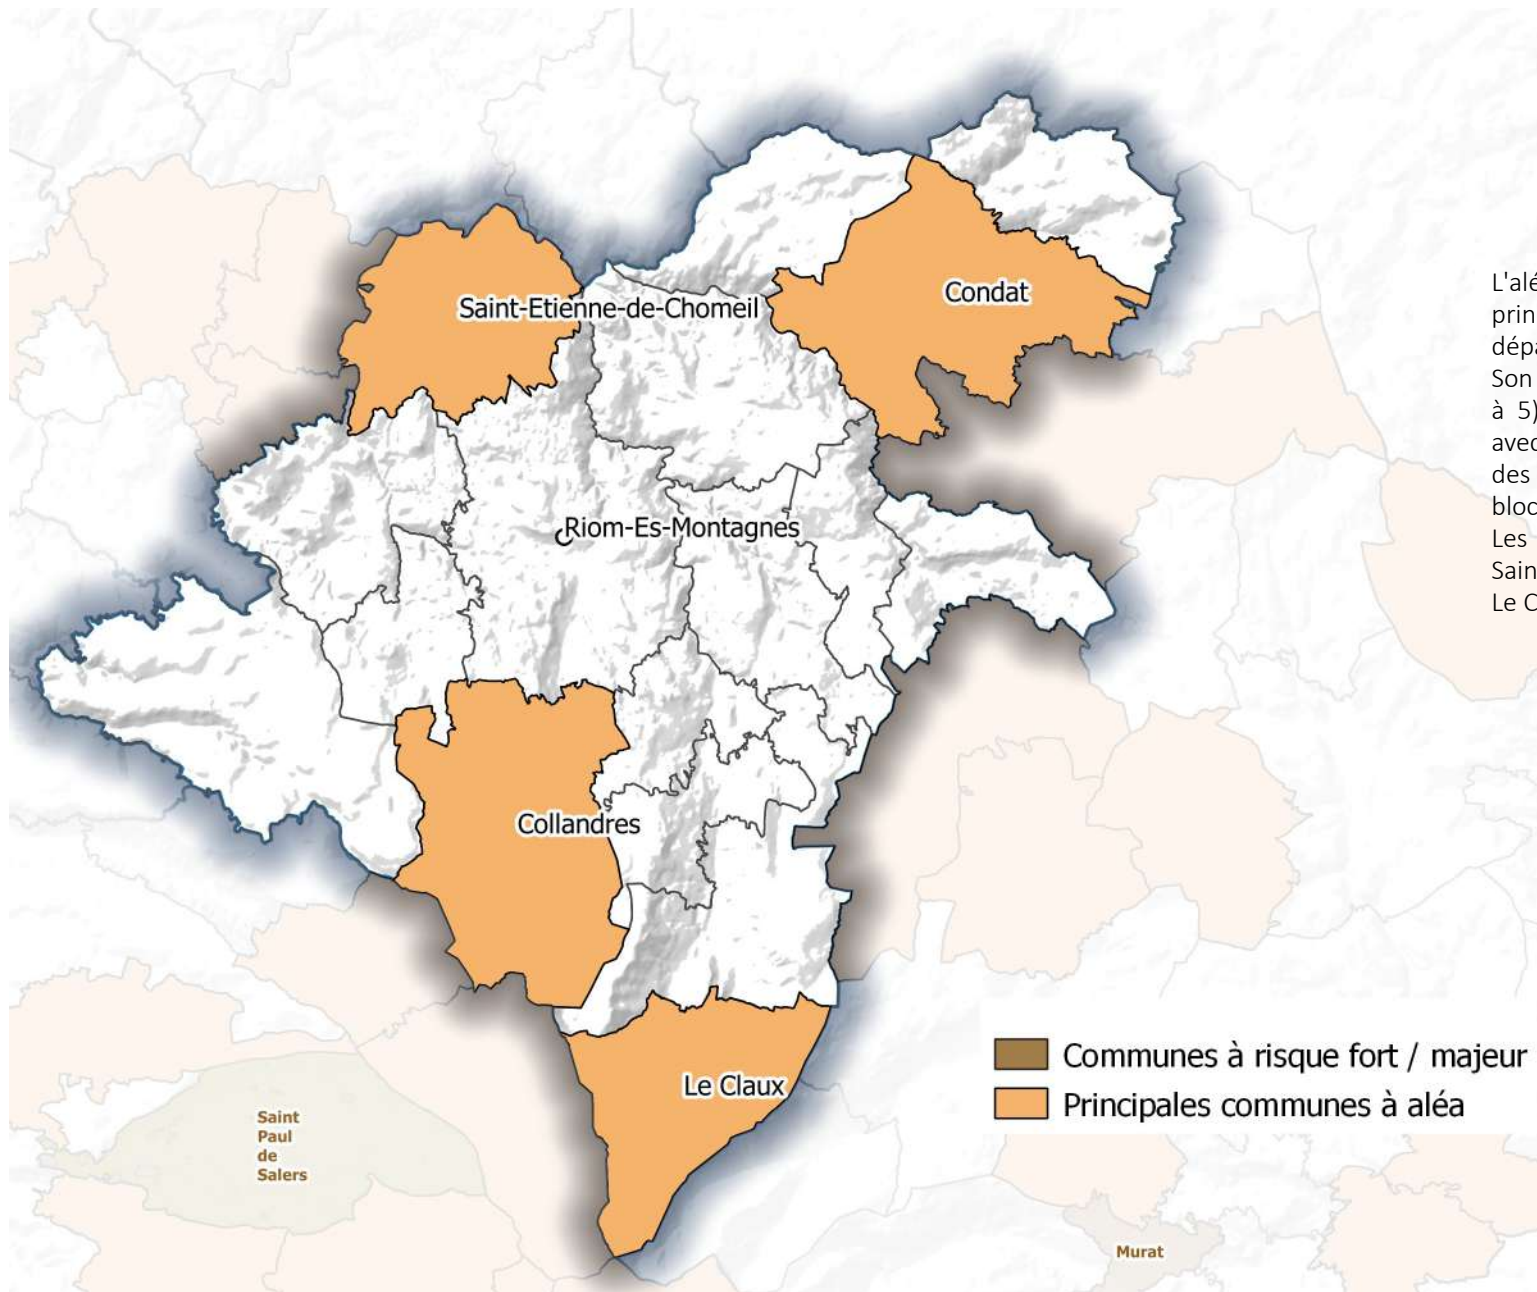 Condat
Saint-Etienne-de-Chomeil
Riom-Es-Montagnes
Collandres
Le Claux
Saint
Paul
de
Salers
Murat
Communes à risque fort / majeur
Principales communes à aléa
L'alé
prin
dépa
Son
à 5)
avec
des
bloc
Les
Sain
Le C